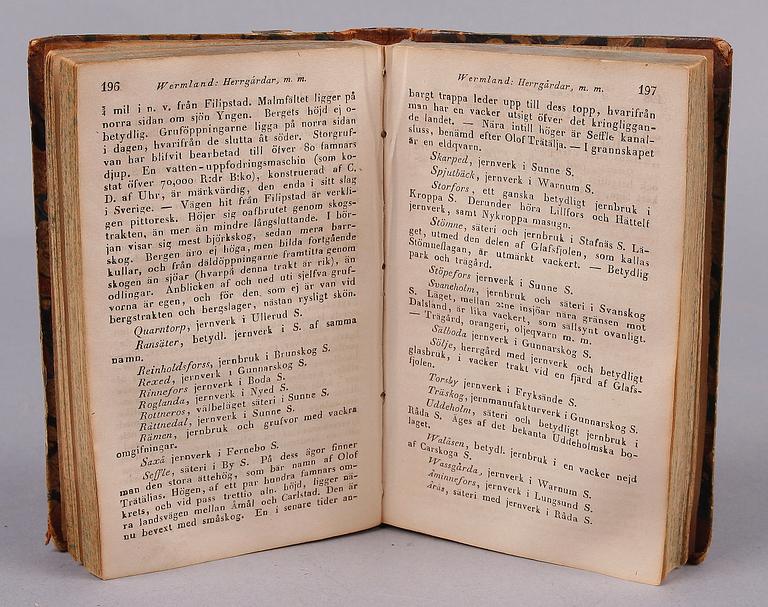 196
Wermland: Herrgårdar, m. m.
¾ mil i n. v. från Filipstad. Malmfältet ligger på
norra sidan om sjön Yngen. Bergets höjd ej o-
betydlig. Gruföppningarne ligga på norra sidan
i dagen, hvarifrån de slutta åt söder. Storgruf-
van har blifvit bearbetad till öfver 80 famnars
djup. En vatten-uppfodringsmaschin (som ko-
stat öfver 70,000 R:dr B:ko), konstruerad af C.
D. af Uhr, är märkvärdig, den enda i sitt slag
i Sverige. — Vägen hit från Filipstad är verkli-
gen pittoresk. Höjer sig oafbrutet genom skogs-
trakten, än mer än mindre långsluttande. I bör-
jan visar sig mest björkskog, sedan mera barr-
skog. Bergen äro ej höga, men bilda fortgående
kullar, och från däldöppningarne framtitta genom
skogen än sjöar (hvarpå denna trakt är rik), än
odlingar. Anblicken af och ned uti sjelfva gruf-
vorna är egen, och för den som ej är van vid
bergstrakten och bergslager, nästan rysligt skön.
Quarntorp, jernverk i Ullerud S.
Ransäter, betydl. jernverk i S. af samma
namn.
Reinholdsforss, jernbruk i Brunskog S.
Rexed, jernverk i Gunnarskog S.
Rinnefors jernverk i Boda S.
Roglanda, jernverk i Nyed S.
Rottneros, välbeläget säteri i Sunne S.
Råttnedal, jernverk i Sunne S.
Rämen, jernbruk och grufvor med vackra
omgifningar.
Saxå jernverk i Fernebo S.
Seffle, säteri i By S. På dess ägor finner
man den stora ättehög, som bär namn af Olof
Trätäljas. Högen, af ett par hundra famnars om-
krets, och vid pass trettio aln. höjd, ligger nä-
ra landsvägen mellan Åmål och Carlstad. Den är
nu bevext med småskog. En i senare tider an-
Wermland: Herrgårdar, m. m.
197
bargt trappa leder upp till dess topp, hvarifrån
man har en vacker utsigt öfver det kringliggan-
de landet. — Nära intill höger är Seffle kanal-
sluss, benämd efter Olof Trätälja. — I grannskapet
är en eldqvarn.
Skarped, jernverk i Sunne S.
Spjutbäck, jernverk i Warnum S.
Storfors, ett ganska betydligt jernbruk i
Kroppa S. Derunder höra Lillfors och Hättelf
jernverk, samt Nykroppa masugn.
Stömne, säteri och jernbruk i Stafnäs S. Lä-
get, utmed den delen af Glafsfjolen, som kallas
Stömneflagan, är utmärkt vackert. — Betydlig
park och trägård.
Stöpefors jernverk i Sunne S.
Svaneholm, jernbruk och säteri i Svanskog
S. Läget, mellan 2:ne insjöar nära gränsen mot
Dalsland, är lika vackert, som sällsynt ovanligt.
— Trägård, orangeri, oljeqvarn m. m.
Sälboda jernverk i Gunnarskog S.
Sölje, herrgård med jernverk och betydligt
glasbruk, i vacker trakt vid en fjärd af Glafs-
fjolen.
Torsby jernverk i Fryksände S.
Träskog, jernmanufakturverk i Gunnarskog S.
Uddeholm, säteri och betydligt jernbruk i
Råda S. Äges af det bekanta Uddeholmska bo-
laget.
Walåsen, betydl. jernbruk i en vacker nejd
af Carskoga S.
Wassgårda, jernverk i Warnum S.
Åminnefors, jernverk i Lungsund S.
Årås, säteri med jernverk i Råda S.